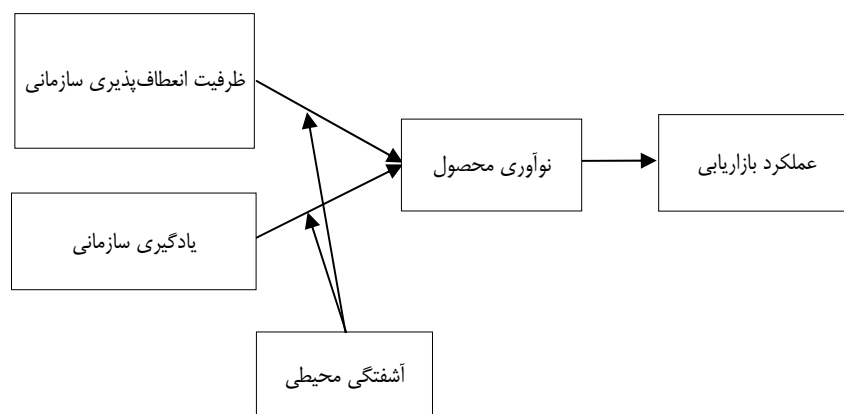 ظرفیت انعطاف‌پذیری سازمانی
نوآوری محصول
عملکرد بازاریابی
یادگیری سازمانی
آشفتگی محیطی